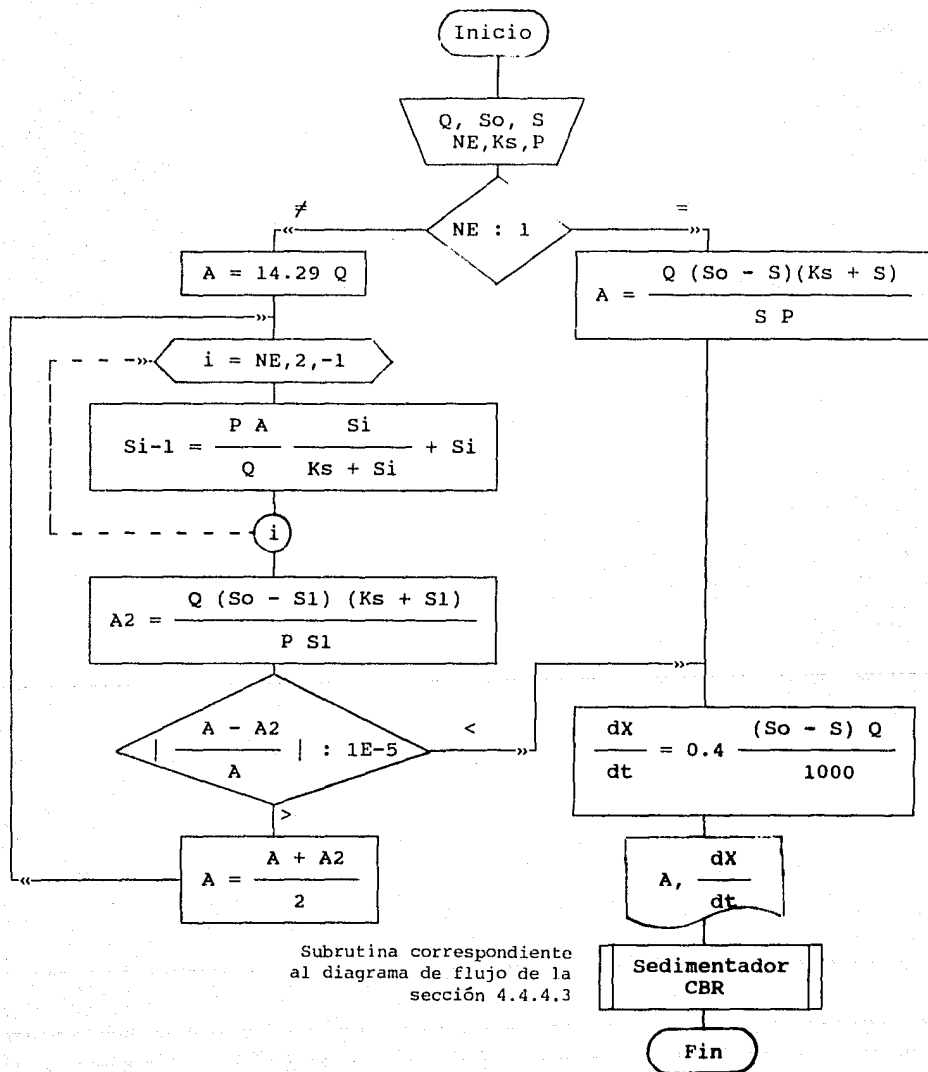 Inicio
Q, So, S
NE,Ks,P
NE : 1
≠
=
A = 14.29 Q
i = NE,2,-1
Si-1 = P A / Q Si / Ks + Si + Si
i
A2 = Q (So - S1) (Ks + S1) / P S1
| A - A2 / A | : 1E-5
<
>
A = A + A2 / 2
A = Q (So - S)(Ks + S) / S P
dX / dt = 0.4 (So - S) Q / 1000
A, dX / dt
Subrutina correspondiente
al diagrama de flujo de la
sección 4.4.4.3
Sedimentador
CBR
Fin